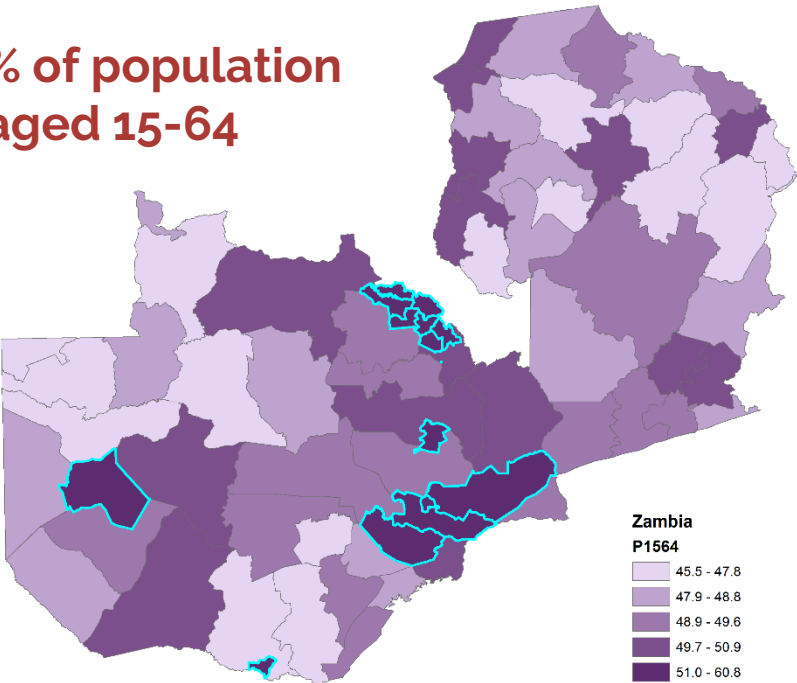 % of population
aged 15-64
Zambia
P1564
45.5 - 47.8
47.9 - 48.8
48.9 - 49.6
49.7 - 50.9
51.0 - 60.8